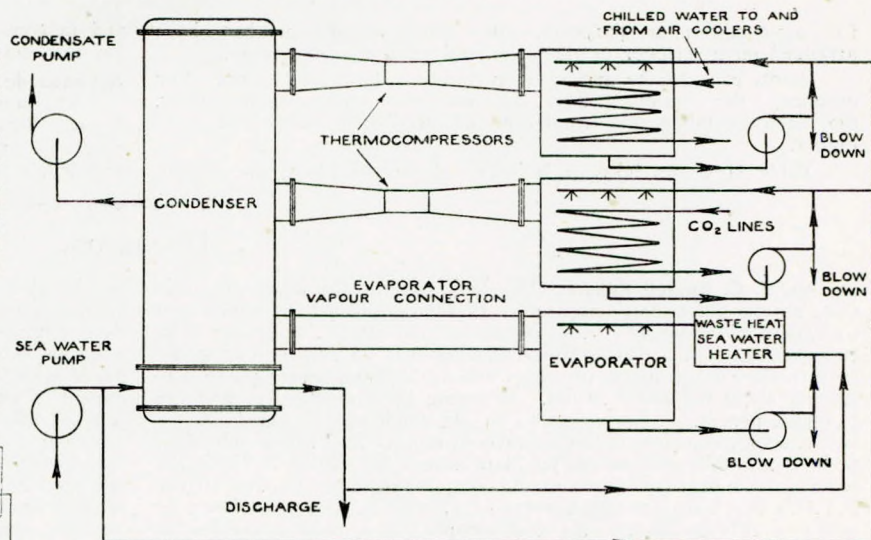 CHILLED WATER TO AND
FROM AIR COOLERS
CONDENSATE
PUMP
THERMOCOMPRESSORS
BLOW
DOWN
CONDENSER
CO₂ LINES
BLOW
DOWN
EVAPORATOR
VAPOUR CONNECTION
SEA WATER
PUMP
WASTE HEAT
SEA WATER
HEATER
EVAPORATOR
BLOW DOWN
DISCHARGE